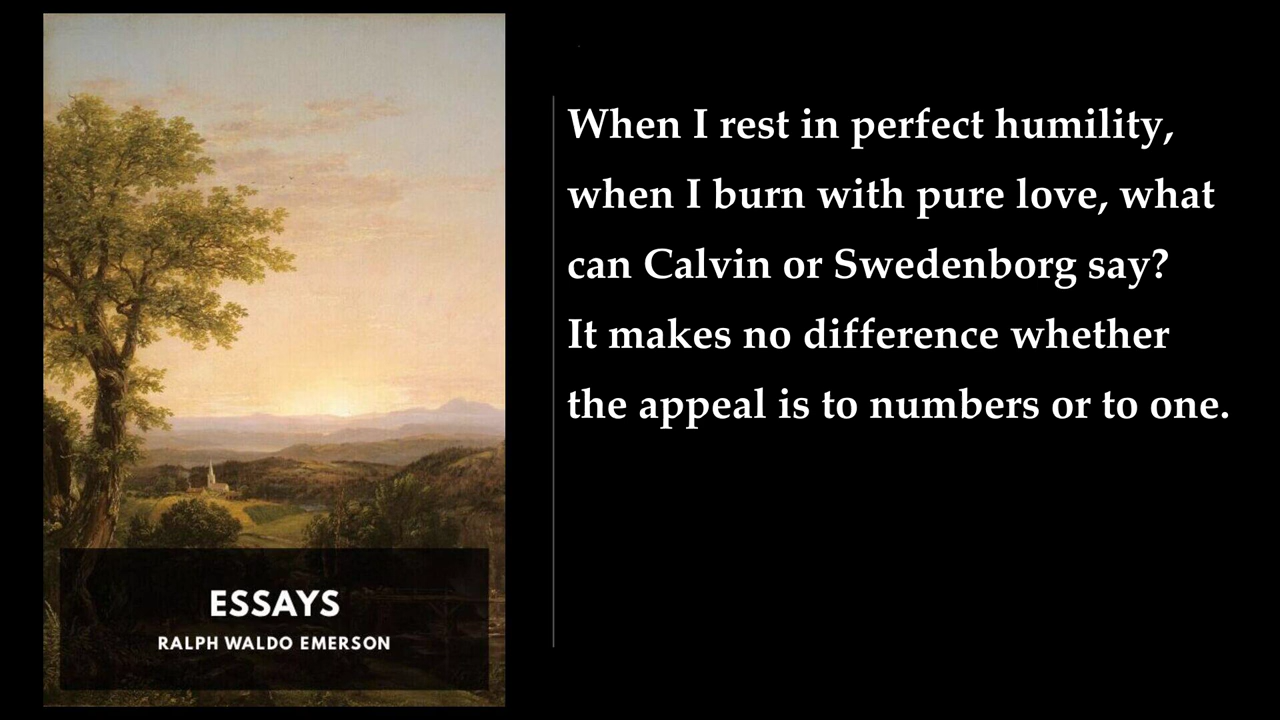 ESSAYS
RALPH WALDO EMERSON
When I rest in perfect humility,
when I burn with pure love, what
can Calvin or Swedenborg say?
It makes no difference whether
the appeal is to numbers or to one.